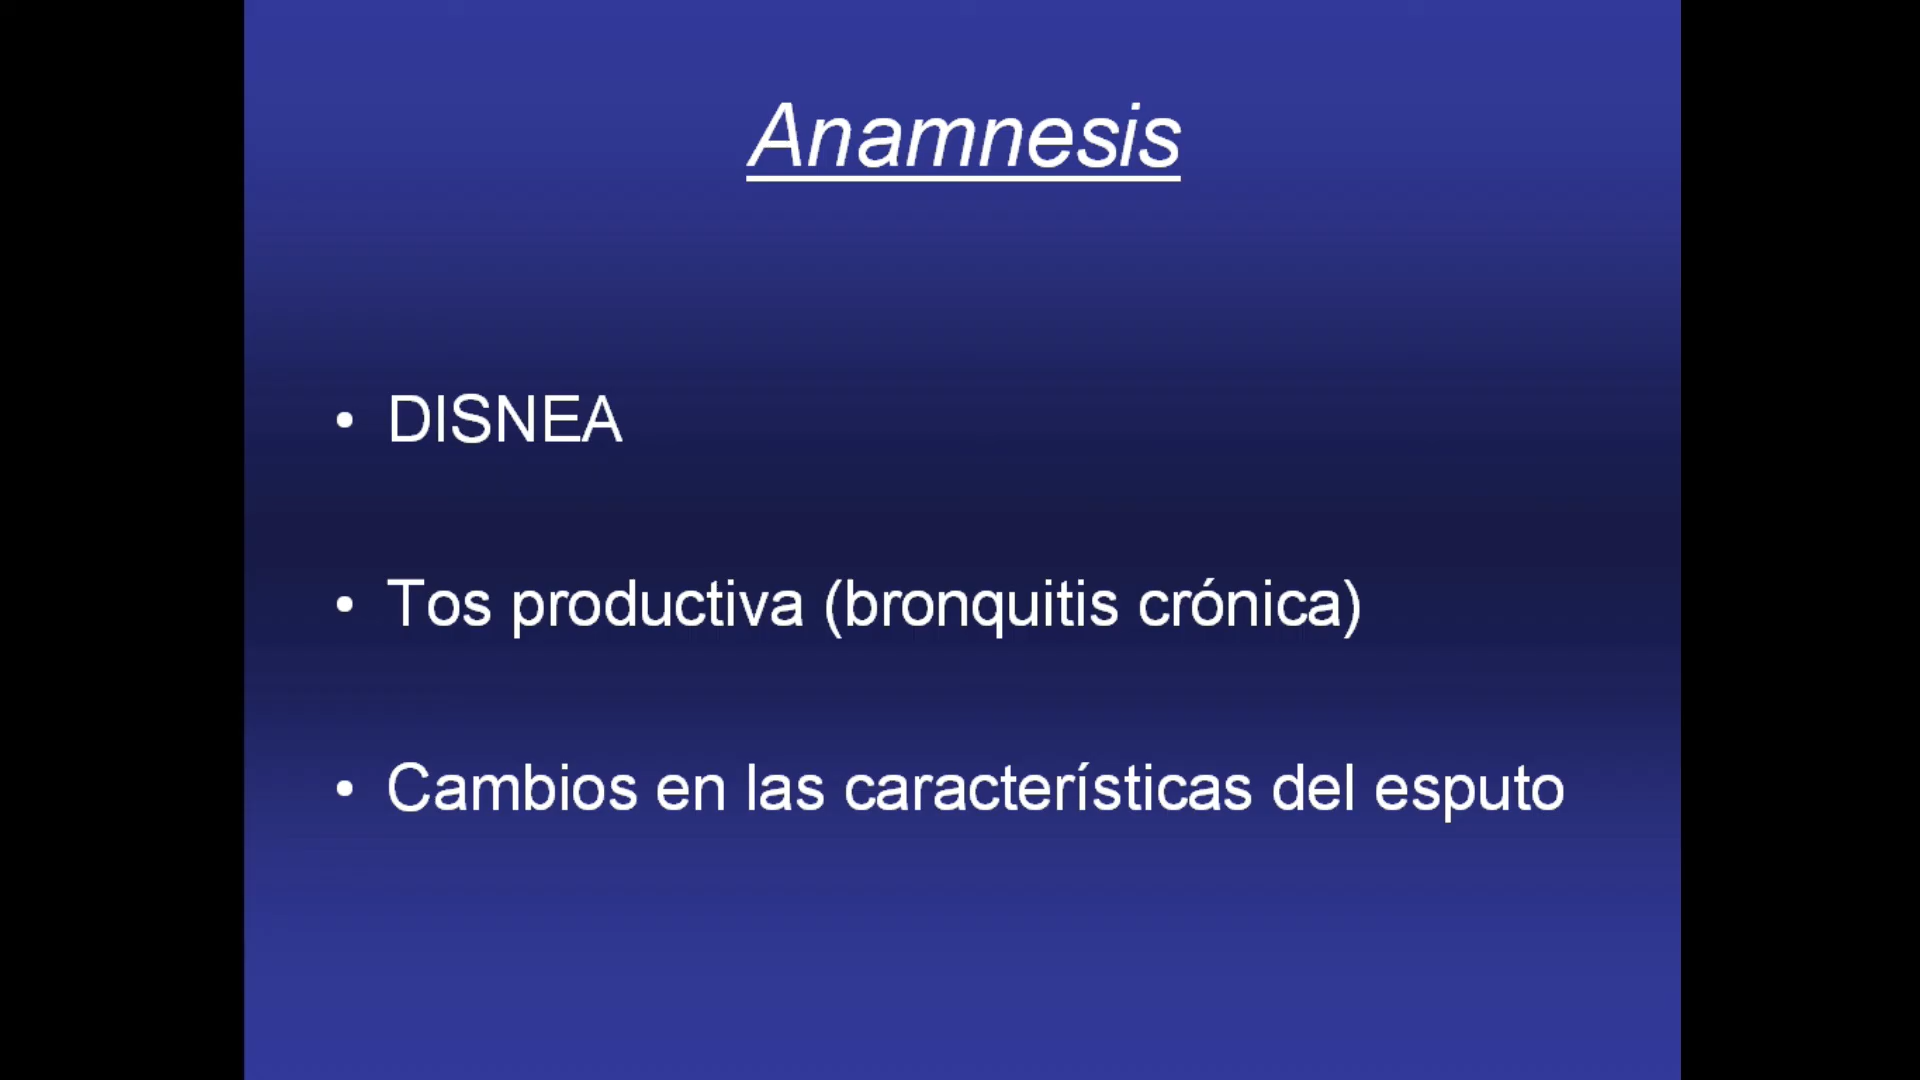 Anamnesis
• DISNEA
• Tos productiva (bronquitis crónica)
• Cambios en las características del esputo